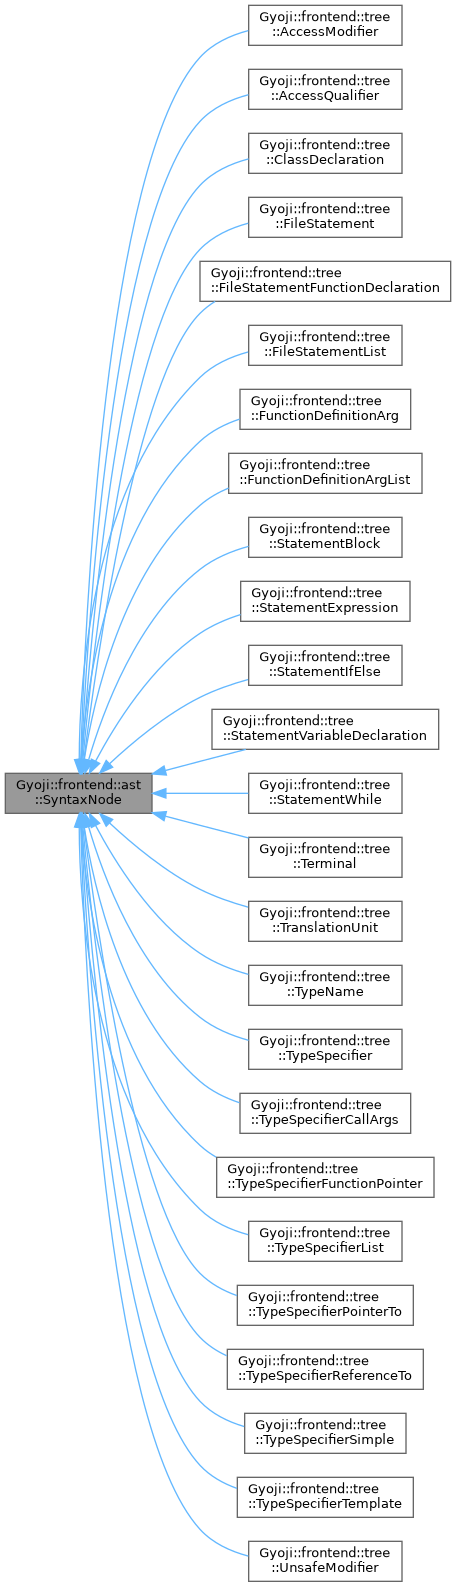 Gyoji::frontend::tree
::AccessModifier
Gyoji::frontend::tree
::AccessQualifier
Gyoji::frontend::tree
::ClassDeclaration
Gyoji::frontend::tree
::FileStatement
Gyoji::frontend::tree
::FileStatementFunctionDeclaration
Gyoji::frontend::tree
::FileStatementList
Gyoji::frontend::tree
::FunctionDefinitionArg
Gyoji::frontend::tree
::FunctionDefinitionArgList
Gyoji::frontend::tree
::StatementBlock
Gyoji::frontend::tree
::StatementExpression
Gyoji::frontend::tree
::StatementIfElse
Gyoji::frontend::tree
::StatementVariableDeclaration
Gyoji::frontend::ast
::SyntaxNode
Gyoji::frontend::tree
::StatementWhile
Gyoji::frontend::tree
::Terminal
Gyoji::frontend::tree
::TranslationUnit
Gyoji::frontend::tree
::TypeName
Gyoji::frontend::tree
::TypeSpecifier
Gyoji::frontend::tree
::TypeSpecifierCallArgs
Gyoji::frontend::tree
::TypeSpecifierFunctionPointer
Gyoji::frontend::tree
::TypeSpecifierList
Gyoji::frontend::tree
::TypeSpecifierPointerTo
Gyoji::frontend::tree
::TypeSpecifierReferenceTo
Gyoji::frontend::tree
::TypeSpecifierSimple
Gyoji::frontend::tree
::TypeSpecifierTemplate
Gyoji::frontend::tree
::UnsafeModifier